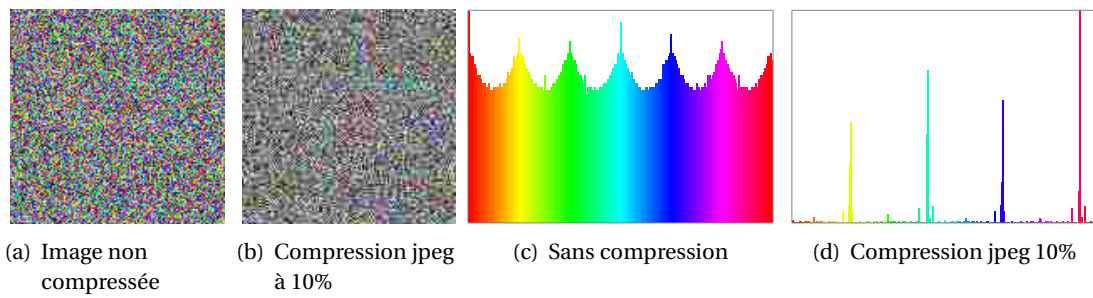 (a) Image non compressée
(b) Compression jpeg à 10%
(c) Sans compression
(d) Compression jpeg 10%